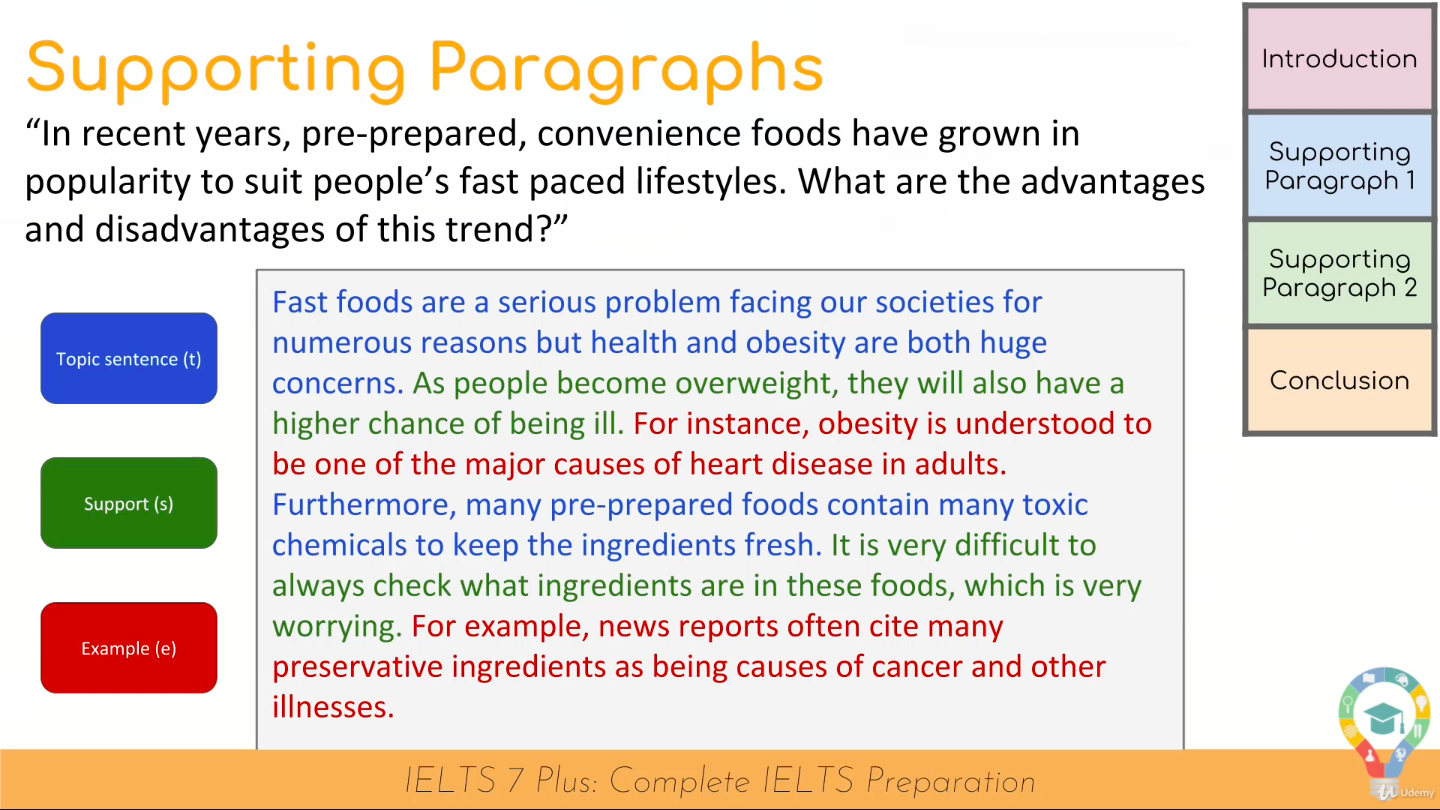 Supporting Paragraphs
“In recent years, pre-prepared, convenience foods have grown in
popularity to suit people’s fast paced lifestyles. What are the advantages
and disadvantages of this trend?”
Introduction
Supporting
Paragraph 1
Supporting
Paragraph 2
Conclusion
Topic sentence (t)
Support (s)
Example (e)
Fast foods are a serious problem facing our societies for
numerous reasons but health and obesity are both huge
concerns. As people become overweight, they will also have a
higher chance of being ill. For instance, obesity is understood to
be one of the major causes of heart disease in adults.
Furthermore, many pre-prepared foods contain many toxic
chemicals to keep the ingredients fresh. It is very difficult to
always check what ingredients are in these foods, which is very
worrying. For example, news reports often cite many
preservative ingredients as being causes of cancer and other
illnesses.
IELTS 7 Plus: Complete IELTS Preparation
Udemy